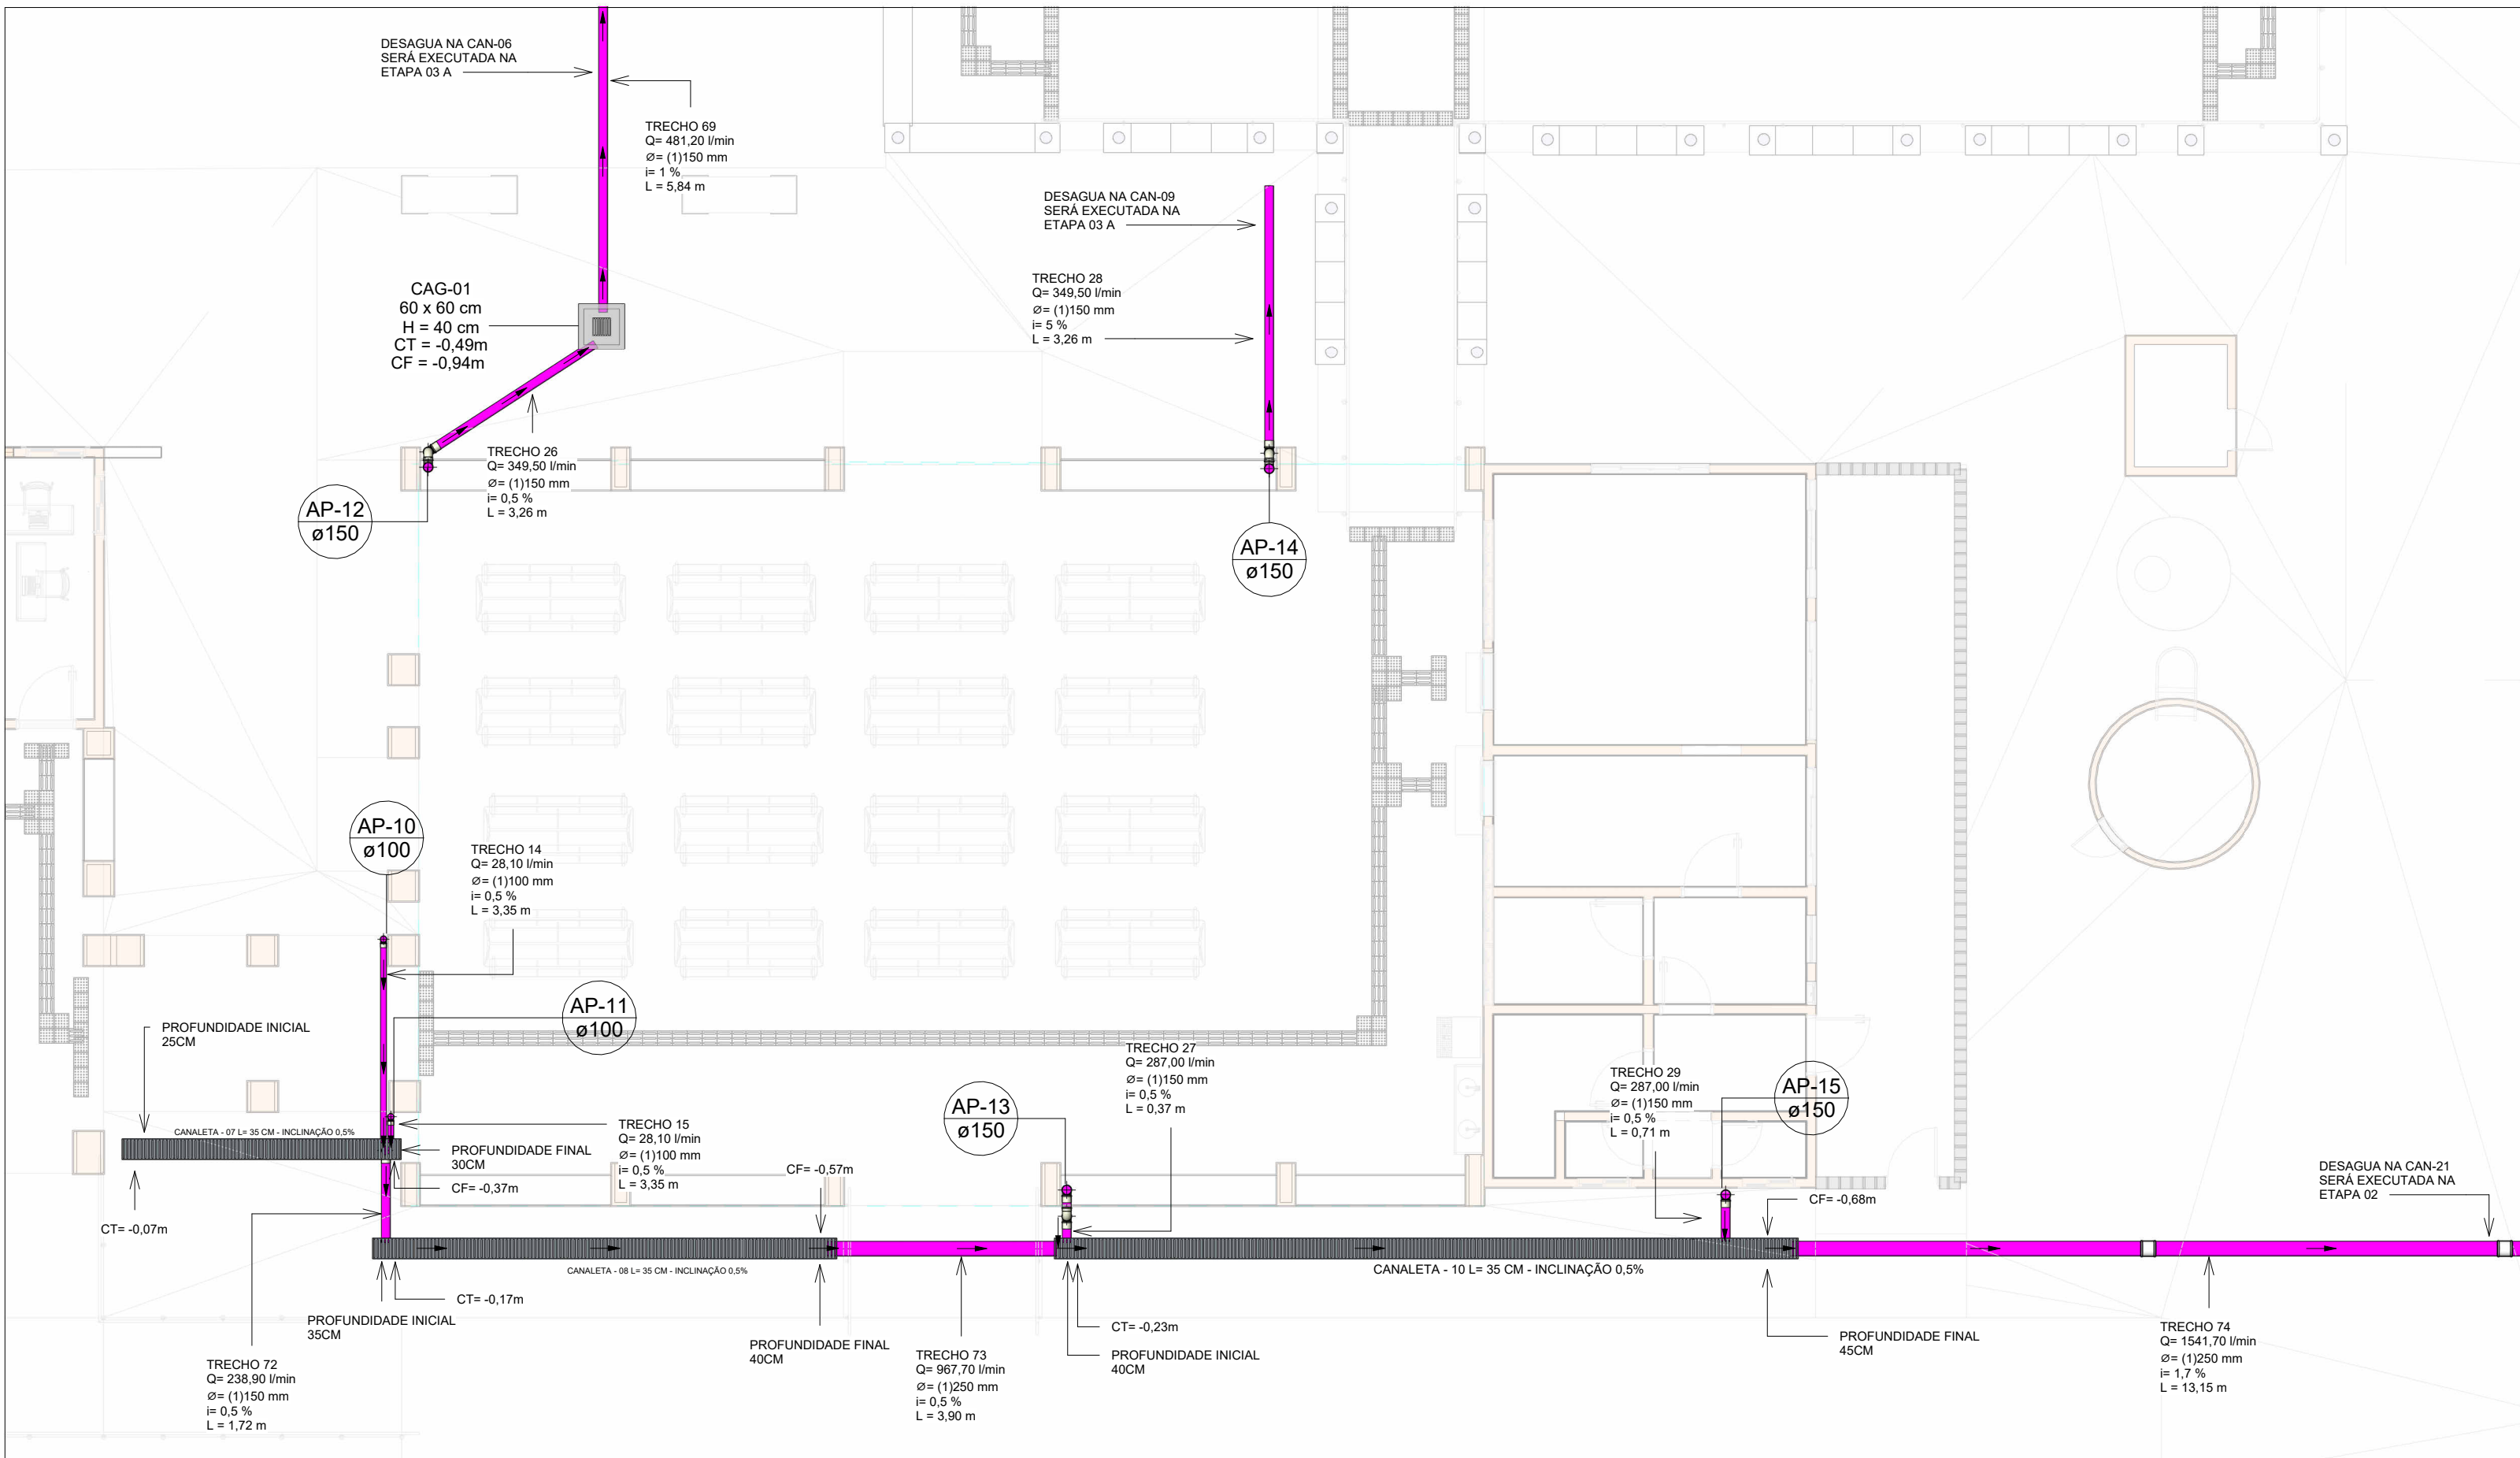 DESAGUA NA CAN-06
SERÁ EXECUTADA NA
ETAPA 03 A
TRECHO 69
Q= 481,20 l/min
Ø= (1)150 mm
i= 1 %
L = 5,84 m
DESAGUA NA CAN-09
SERÁ EXECUTADA NA
ETAPA 03 A
TRECHO 28
Q= 349,50 l/min
Ø= (1)150 mm
i= 5 %
L = 3,26 m
CAG-01
60 x 60 cm
H = 40 cm
CT = -0,49m
CF = -0,94m
TRECHO 26
Q= 349,50 l/min
Ø= (1)150 mm
i= 0,5 %
L = 3,26 m
AP-12
ø150
AP-14
ø150
AP-10
ø100
TRECHO 14
Q= 28,10 l/min
Ø= (1)100 mm
i= 0,5 %
L = 3,35 m
AP-11
ø100
PROFUNDIDADE INICIAL
25CM
CANALETA - 07 L= 35 CM - INCLINAÇÃO 0,5%
PROFUNDIDADE FINAL
30CM
CF= -0,37m
CT= -0,07m
TRECHO 15
Q= 28,10 l/min
Ø= (1)100 mm
i= 0,5 %
L = 3,35 m
CF= -0,57m
AP-13
ø150
TRECHO 27
Q= 287,00 l/min
Ø= (1)150 mm
i= 0,5 %
L = 0,37 m
TRECHO 29
Q= 287,00 l/min
Ø= (1)150 mm
i= 0,5 %
L = 0,71 m
AP-15
ø150
CF= -0,68m
DESAGUA NA CAN-21
SERÁ EXECUTADA NA
ETAPA 02
CANALETA - 08 L= 35 CM - INCLINAÇÃO 0,5%
CANALETA - 10 L= 35 CM - INCLINAÇÃO 0,5%
CT= -0,17m
PROFUNDIDADE INICIAL
35CM
TRECHO 72
Q= 238,90 l/min
Ø= (1)150 mm
i= 0,5 %
L = 1,72 m
PROFUNDIDADE FINAL
40CM
TRECHO 73
Q= 967,70 l/min
Ø= (1)250 mm
i= 0,5 %
L = 3,90 m
CT= -0,23m
PROFUNDIDADE INICIAL
40CM
PROFUNDIDADE FINAL
45CM
TRECHO 74
Q= 1541,70 l/min
Ø= (1)250 mm
i= 1,7 %
L = 13,15 m